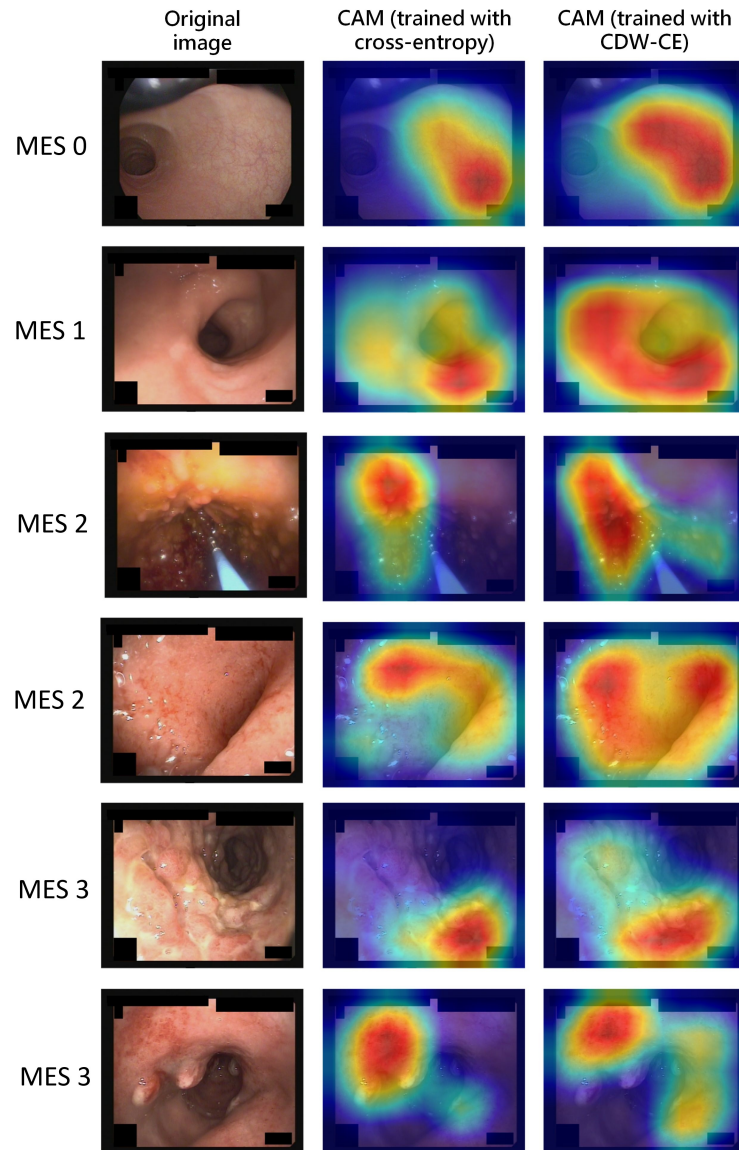 Original
image
CAM (trained with
cross-entropy)
CAM (trained with
CDW-CE)
MES 0
MES 1
MES 2
MES 2
MES 3
MES 3